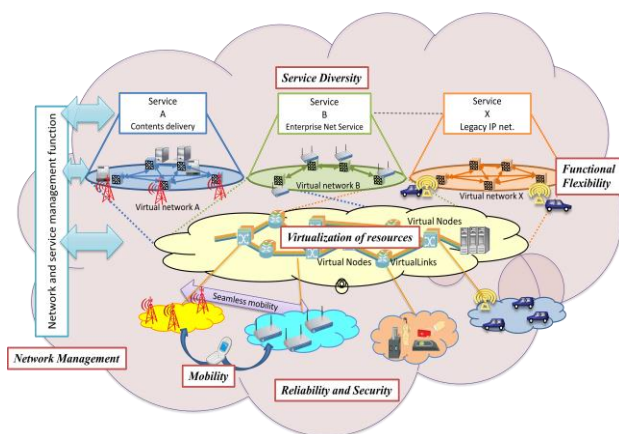 Service Diversity
Service
A
Contents delivery
Service
B
Enterprise Net Service
Service
X
Legacy IP net.
Network and service management function
Functional
Flexibility
Virtual network A
Virtual network B
Virtual network X
Virtual Nodes
Virtualization of resources
Virtual Nodes
VirtualLinks
Seamless mobility
Network Management
Mobility
Reliability and Security